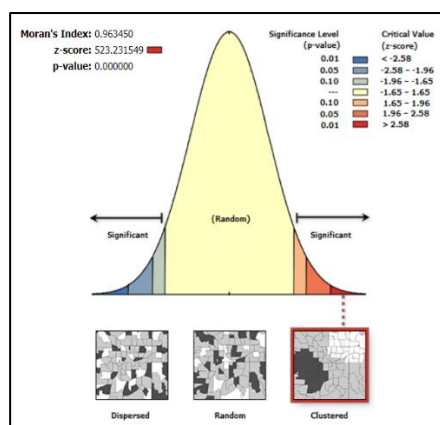 Moran's Index: 0.963450
z-score: 523.231549
p-value: 0.000000
Significance Level
(p-value)
Critical Value
(z-score)
0.01 < -2.58
0.05 -2.58 - -1.96
0.10 -1.96 - -1.65
--- -1.65 - 1.65
0.10 1.65 - 1.96
0.05 1.96 - 2.58
0.01 > 2.58
(Random)
Significant
Significant
Dispersed
Random
Clustered